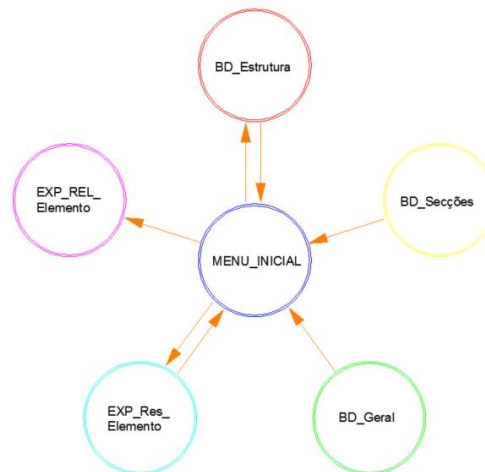 BD_Estrutura
EXP_REL_
Elemento
BD_Secções
MENU_INICIAL
EXP_Res_
Elemento
BD_Geral